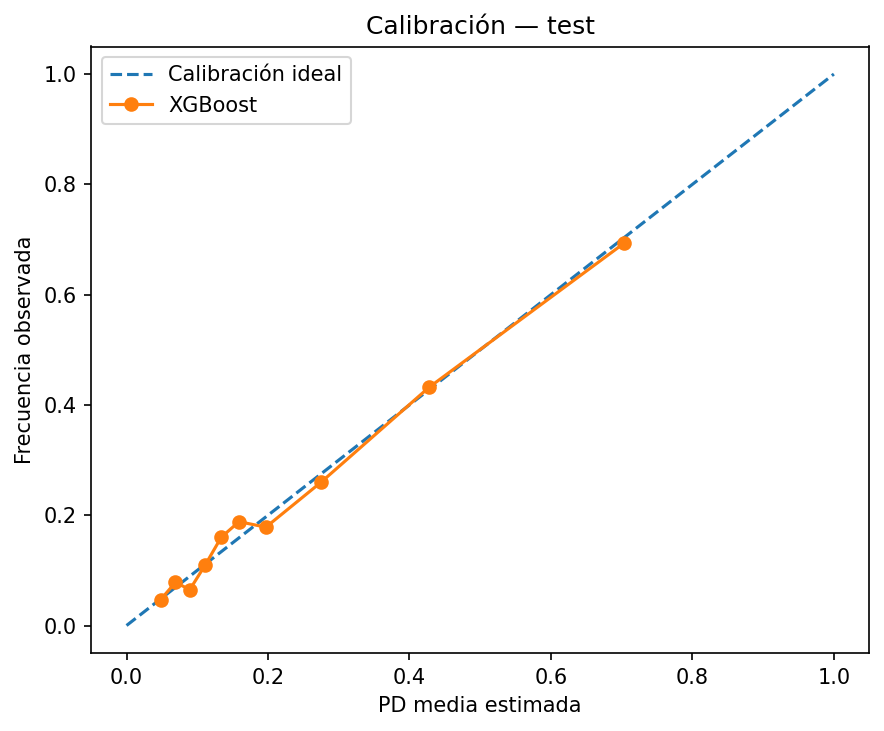 Calibración — test
Calibración ideal
XGBoost
Frecuencia observada
1.0
0.8
0.6
0.4
0.2
0.0
0.0 0.2 0.4 0.6 0.8 1.0
PD media estimada